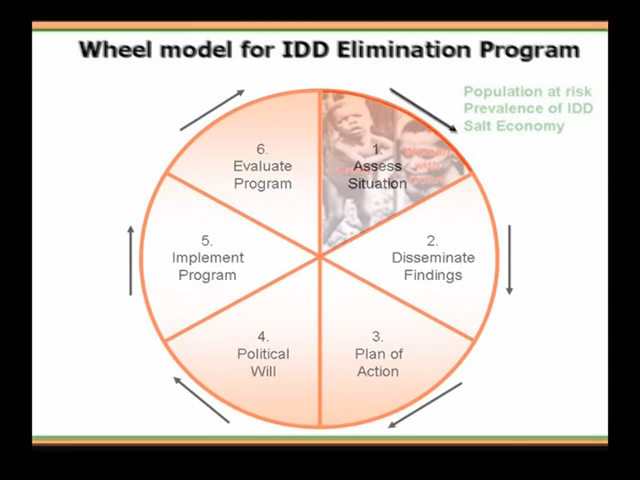 Wheel model for IDD Elimination Program
Population at risk
Prevalence of IDD
Salt Economy
1.
Assess
Situation
2.
Disseminate
Findings
3.
Plan of
Action
4.
Political
Will
5.
Implement
Program
6.
Evaluate
Program